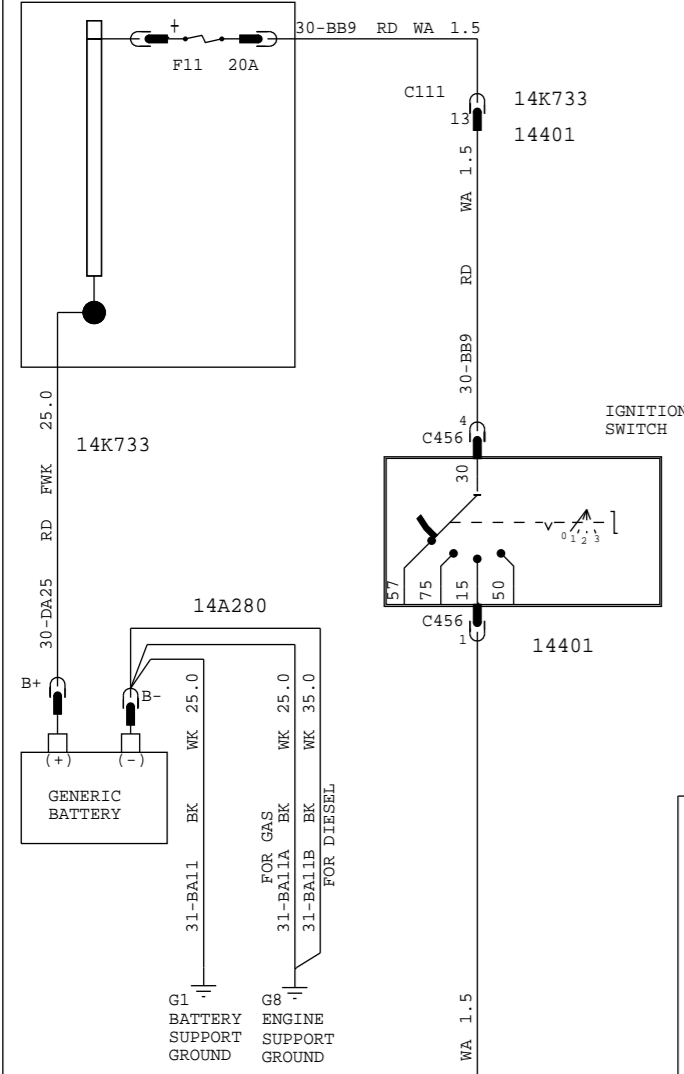 30-BB9 RD WA 1.5
+
F11 20A
C111
14K733
13
14401
WA 1.5
RD
30-BB9
25.0
14K733
FWK
RD
30-DA25
4
C456
IGNITION
SWITCH
30
0 1 2 3
57
75
15
50
14A280
C456
1
14401
B+
B-
(+)
(-)
GENERIC
BATTERY
31-BA11 BK WK 25.0
FOR GAS
31-BA11A BK WK 25.0
31-BA11B BK WK 35.0
FOR DIESEL
G1
BATTERY
SUPPORT
GROUND
G8
ENGINE
SUPPORT
GROUND
WA 1.5